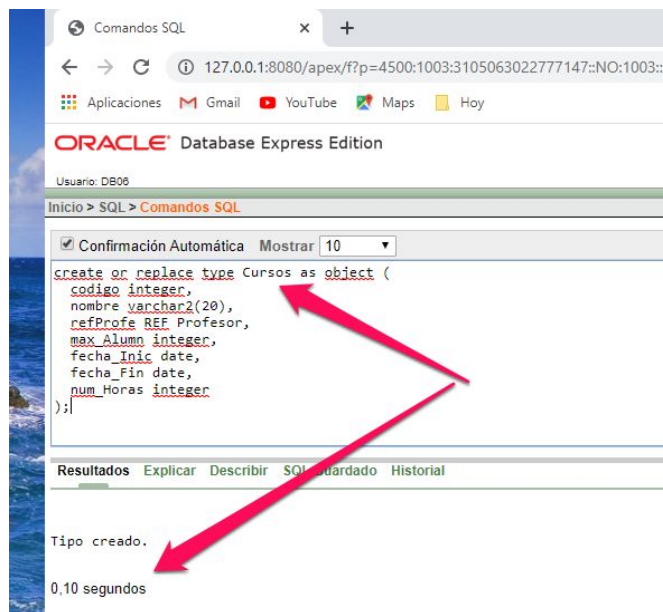 Comandos SQL
127.0.0.1:8080/apex/f?p=4500:1003:3105063022777147::NO:1003::
Aplicaciones Gmail YouTube Maps Hoy
ORACLE Database Express Edition
Usuario: DB06
Inicio > SQL > Comandos SQL
Confirmación Automática Mostrar 10
create or replace type Cursos as object (
codigo integer,
nombre varchar2(20),
refProfe REF Profesor,
max_Alumn integer,
fecha_Inic date,
fecha_Fin date,
num_Horas integer
);
Resultados Explicar Describir SQL Guardado Historial
Tipo creado.
0,10 segundos